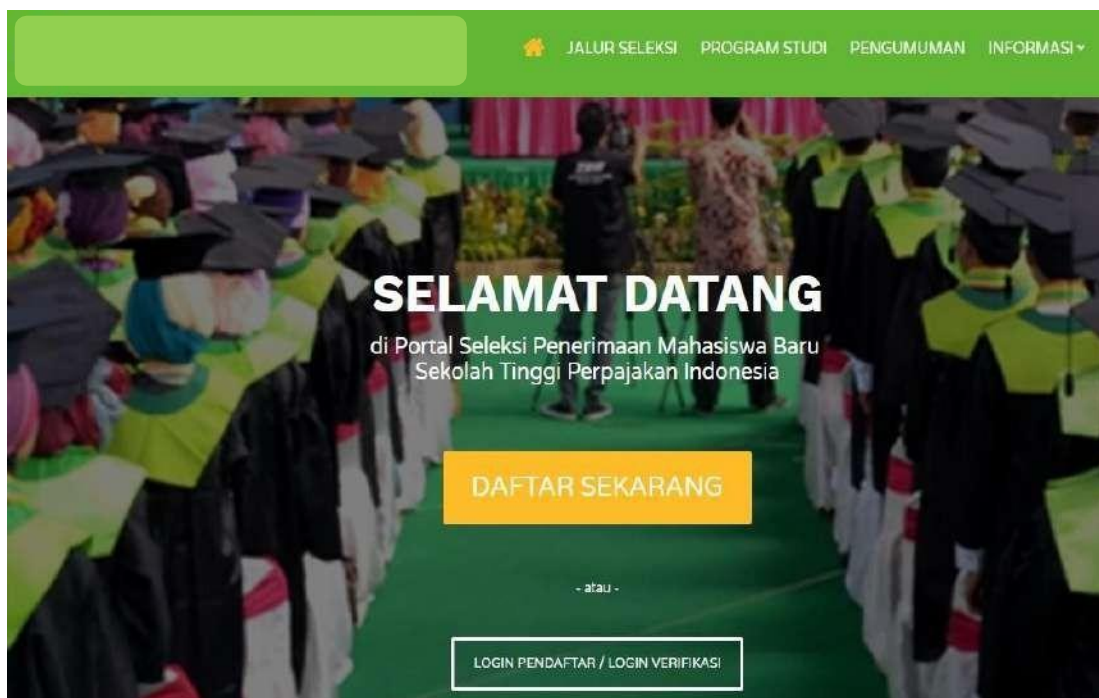 JALUR SELEKSI PROGRAM STUDI PENGUMUMAN INFORMASI
SELAMAT DATANG
di Portal Seleksi Penerimaan Mahasiswa Baru
Sekolah Tinggi Perpajakan Indonesia
DAFTAR SEKARANG
- atau -
LOGIN PENDAFTAR / LOGIN VERIFIKASI